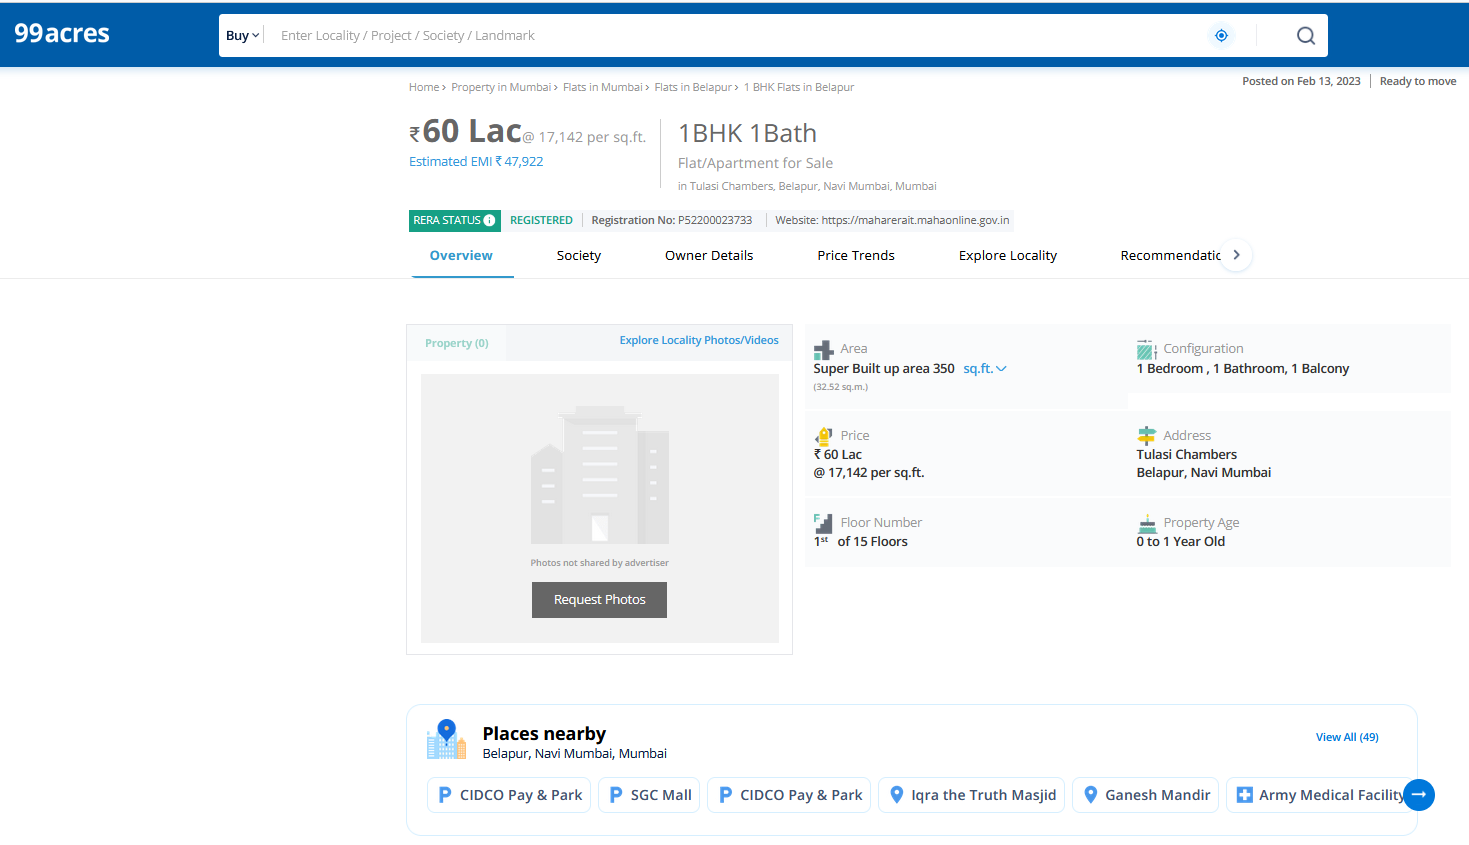 99acres
Buy
Enter Locality / Project / Society / Landmark
Posted on Feb 13, 2023 | Ready to move
Home › Property in Mumbai › Flats in Mumbai › Flats in Belapur › 1 BHK Flats in Belapur
₹60 Lac@ 17,142 per sq.ft.
Estimated EMI ₹ 47,922
1BHK 1Bath
Flat/Apartment for Sale
in Tulasi Chambers, Belapur, Navi Mumbai, Mumbai
RERA STATUS i REGISTERED | Registration No: P52200023733 | Website: https://maharerait.mahaonline.gov.in
Overview Society Owner Details Price Trends Explore Locality Recommendatic
Property (0) Explore Locality Photos/Videos
Photos not shared by advertiser
Request Photos
Area
Super Built up area 350 sq.ft.
(32.52 sq.m.)
Configuration
1 Bedroom , 1 Bathroom, 1 Balcony
Price
₹ 60 Lac
@ 17,142 per sq.ft.
Address
Tulasi Chambers
Belapur, Navi Mumbai
Floor Number
1st of 15 Floors
Property Age
0 to 1 Year Old
Places nearby
Belapur, Navi Mumbai, Mumbai
View All (49)
P CIDCO Pay & Park P SGC Mall P CIDCO Pay & Park Iqra the Truth Masjid Ganesh Mandir Army Medical Facility